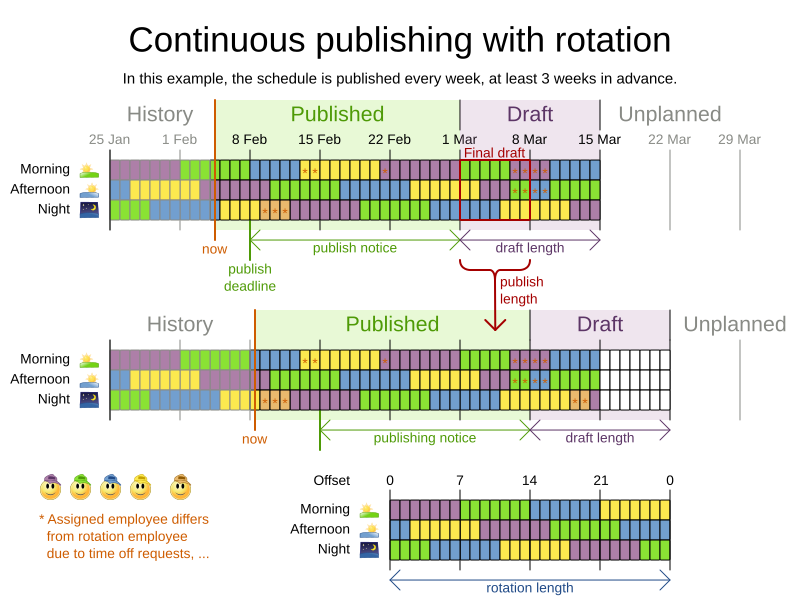 Continuous publishing with rotation
In this example, the schedule is published every week, at least 3 weeks in advance.
History Published Draft Unplanned
25 Jan 1 Feb 8 Feb 15 Feb 22 Feb 1 Mar 8 Mar 15 Mar 22 Mar 29 Mar
Final draft
Morning
* * * * * * *
Afternoon
* * * *
Night
* * *
now publish notice draft length
publish
deadline
publish
length
History Published Draft Unplanned
Morning
* * * * * * *
Afternoon
* * * *
Night
* * * * *
now publishing notice draft length
Offset 0 7 14 21 0
Morning
Afternoon
Night
* Assigned employee differs
from rotation employee
due to time off requests, ...
rotation length